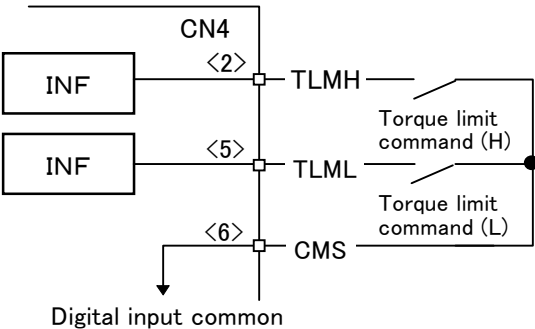 CN4
<2>
INF
TLMH
Torque limit
command (H)
<5>
INF
TLML
Torque limit
command (L)
<6>
CMS
Digital input common